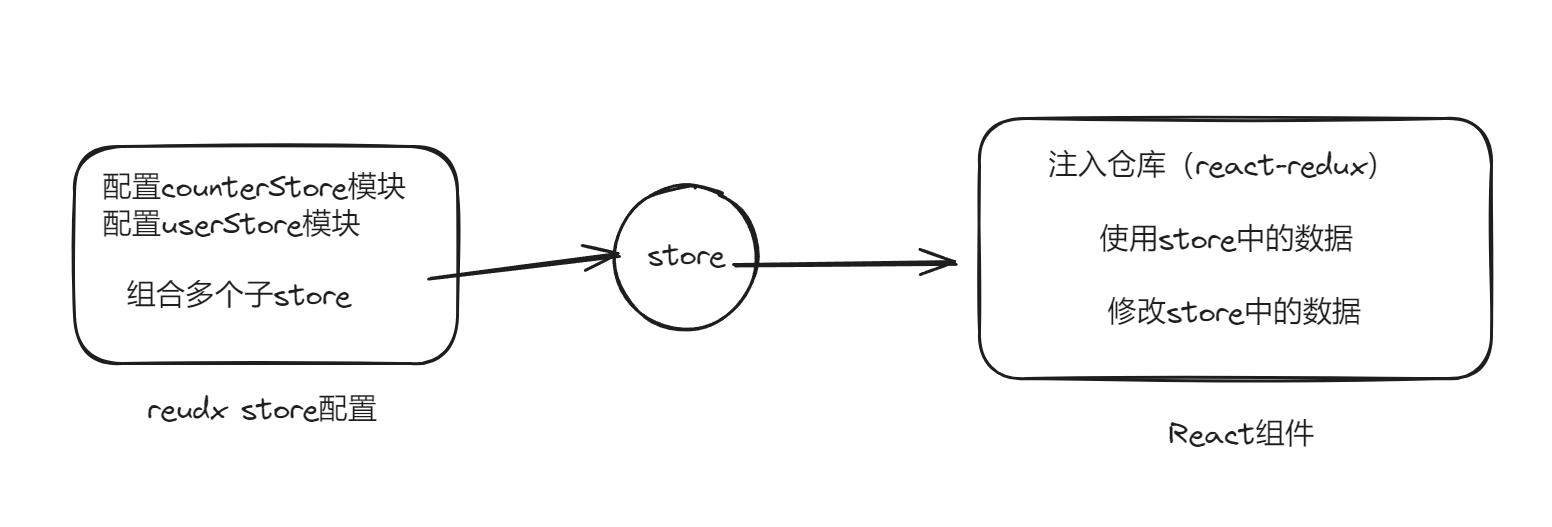 配置counterStore模块
配置userStore模块
组合多个子store
reudx store配置
store
注入仓库（react-redux）
使用store中的数据
修改store中的数据
React组件